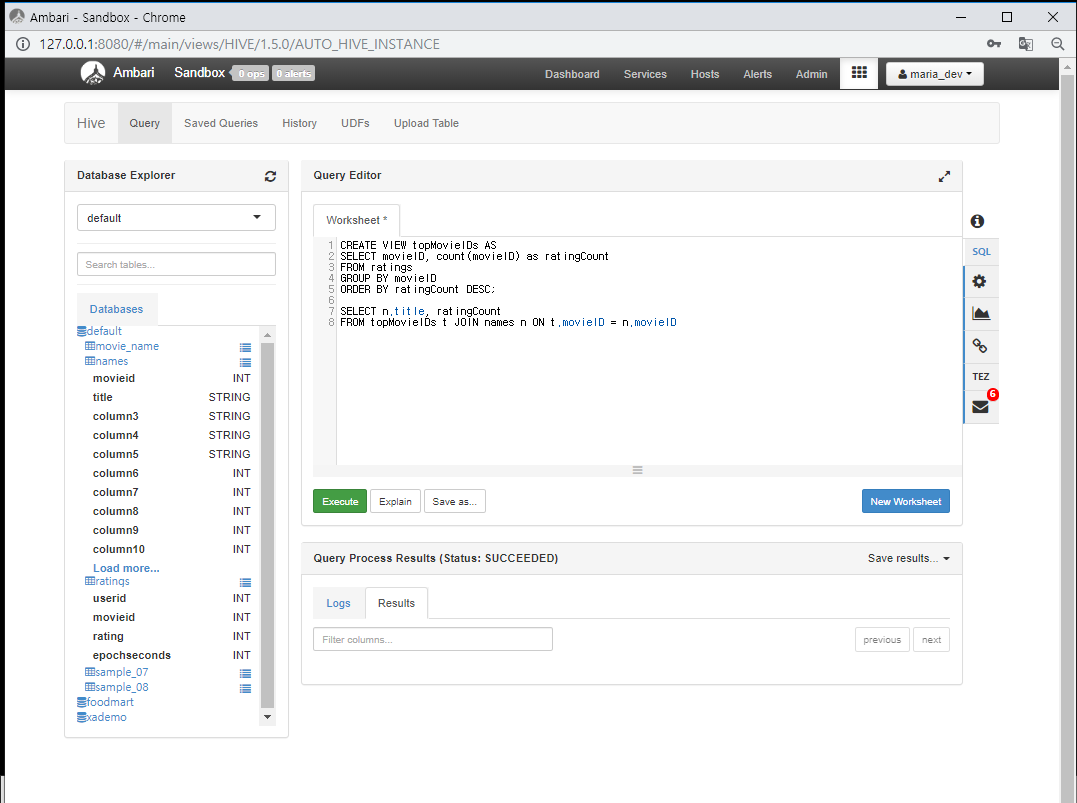 Ambari - Sandbox - Chrome
127.0.0.1:8080/#/main/views/HIVE/1.5.0/AUTO_HIVE_INSTANCE
Ambari Sandbox 0 ops 0 alerts Dashboard Services Hosts Alerts Admin maria_dev
Hive Query Saved Queries History UDFs Upload Table
Database Explorer
default
Search tables...
Databases
default
movie_name
names
movieid INT
title STRING
column3 STRING
column4 STRING
column5 STRING
column6 INT
column7 INT
column8 INT
column9 INT
column10 INT
Load more...
ratings
userid INT
movieid INT
rating INT
epochseconds INT
sample_07
sample_08
foodmart
xademo
Query Editor
Worksheet *
1 CREATE VIEW topMovieIDs AS
2 SELECT movieID, count(movieID) as ratingCount
3 FROM ratings
4 GROUP BY movieID
5 ORDER BY ratingCount DESC;
6
7 SELECT n.title, ratingCount
8 FROM topMovieIDs t JOIN names n ON t.movieID = n.movieID
Execute Explain Save as... New Worksheet
SQL
TEZ
6
Query Process Results (Status: SUCCEEDED) Save results...
Logs Results
Filter columns... previous next